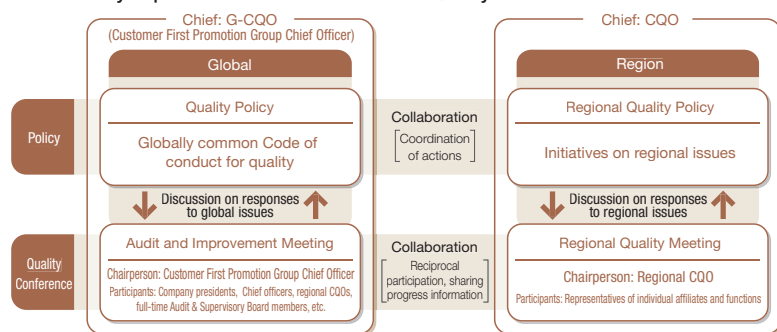 Chief: G-CQO
(Customer First Promotion Group Chief Officer)
Chief: CQO
Global
Region
Policy
Quality Policy
Globally common Code of
conduct for quality
Collaboration
Coordination
of actions
Regional Quality Policy
Initiatives on regional issues
Discussion on responses
to global issues
Discussion on responses
to regional issues
Quality
Conference
Audit and Improvement Meeting
Chairperson: Customer First Promotion Group Chief Officer
Participants: Company presidents, Chief officers, regional CQOs,
full-time Audit & Supervisory Board members, etc.
Collaboration
Reciprocal
participation, sharing
progress information
Regional Quality Meeting
Chairperson: Regional CQO
Participants: Representatives of individual affiliates and functions